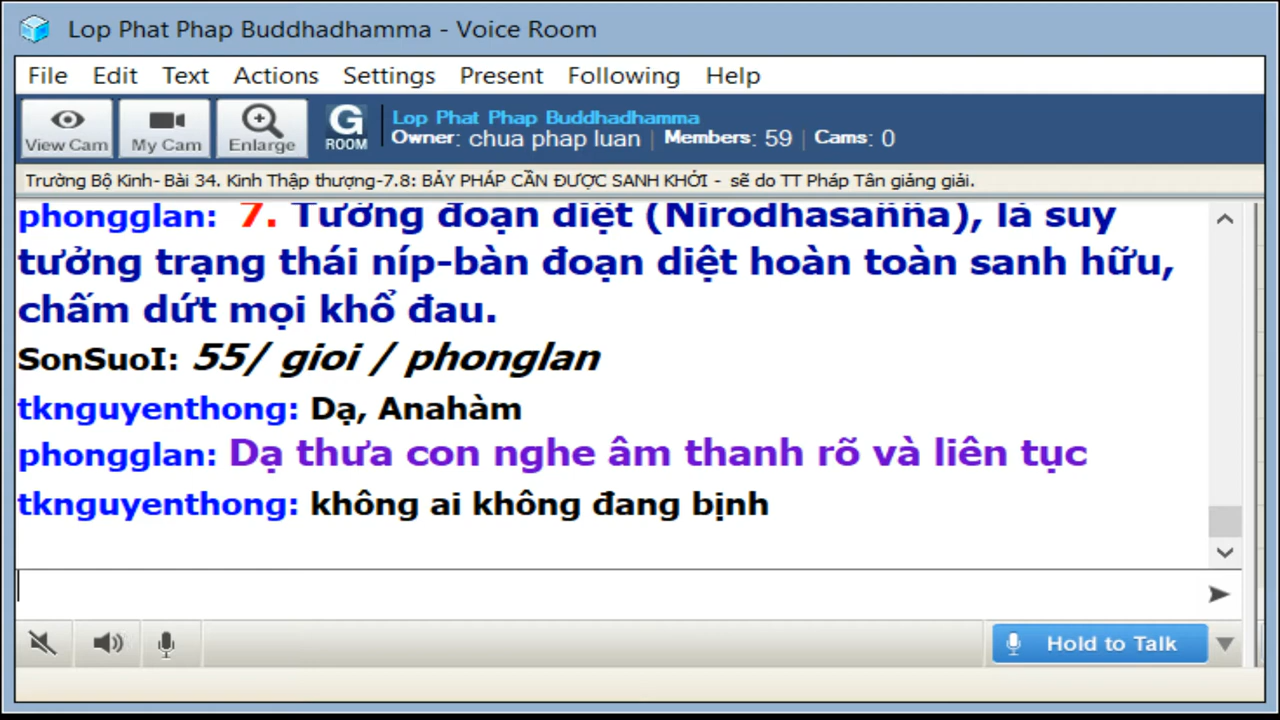 Lop Phat Phap Buddhadhamma - Voice Room
File Edit Text Actions Settings Present Following Help
View Cam My Cam Enlarge G ROOM
Lop Phat Phap Buddhadhamma
Owner: chua phap luan | Members: 59 | Cams: 0
Trường Bộ Kinh- Bài 34. Kinh Thập thượng-7.8: BẢY PHÁP CẦN ĐƯỢC SANH KHỞI - sẽ do TT Pháp Tân giảng giải.
phongglan: 7. Tưởng đoạn diệt (Nirodhasaññā), là suy
tưởng trạng thái níp-bàn đoạn diệt hoàn toàn sanh hữu,
chấm dứt mọi khổ đau.
SonSuoI: 55/ gioi / phonglan
tknguyenthong: Dạ, Anahàm
phongglan: Dạ thưa con nghe âm thanh rõ và liên tục
tknguyenthong: không ai không đang bịnh
Hold to Talk